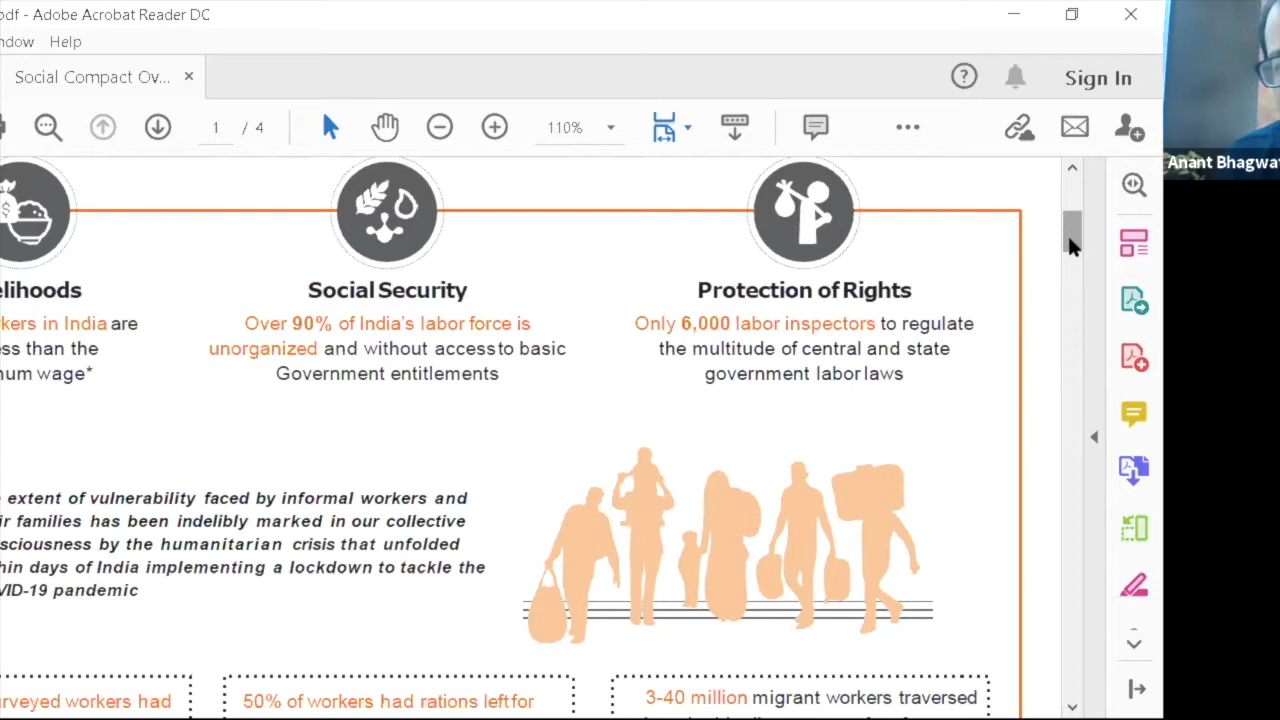 odf - Adobe Acrobat Reader DC
ndow Help
Social Compact Ov...
Sign In
1 / 4
110%
Anant Bhagwa
elihoods
Social Security
Protection of Rights
kers in India are
ess than the
num wage*
Over 90% of India's labor force is
unorganized and without access to basic
Government entitlements
Only 6,000 labor inspectors to regulate
the multitude of central and state
government labor laws
extent of vulnerability faced by informal workers and
ir families has been indelibly marked in our collective
sciousness by the humanitarian crisis that unfolded
hin days of India implementing a lockdown to tackle the
VID-19 pandemic
urveyed workers had
50% of workers had rations left for
3-40 million migrant workers traversed